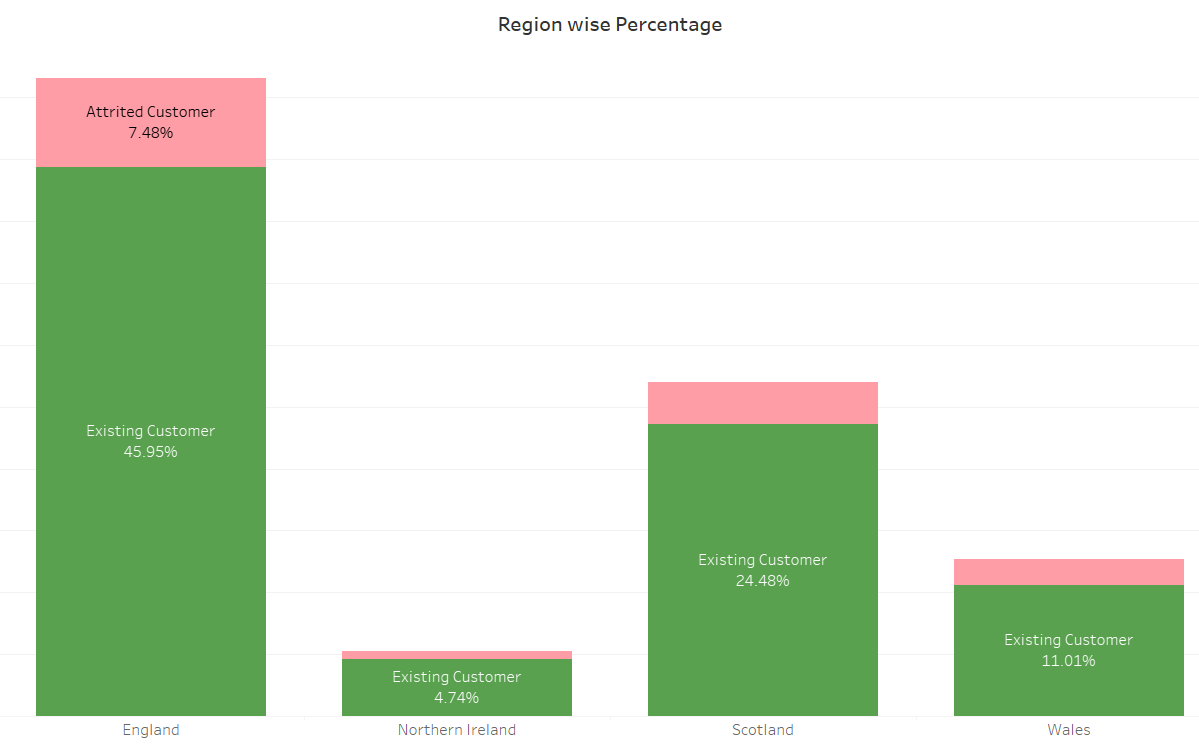 Region wise Percentage
Attrited Customer
7.48%
Existing Customer
45.95%
Existing Customer
4.74%
Existing Customer
24.48%
Existing Customer
11.01%
England
Northern Ireland
Scotland
Wales